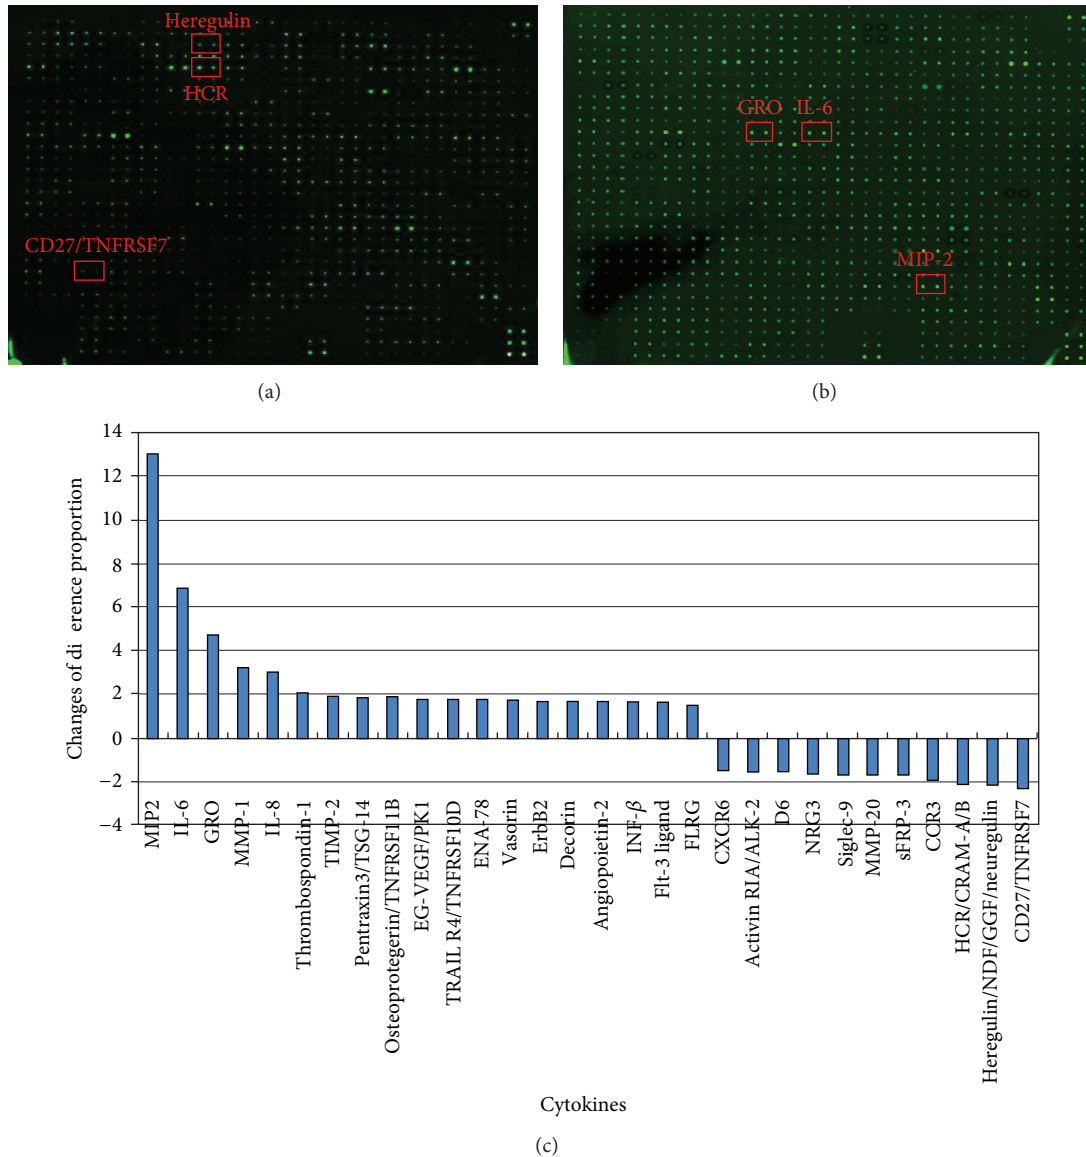 Heregulin
HCR
CD27/TNFRSF7
GRO IL-6
MIP-2
(a)
(b)
14
12
10
8
6
4
2
0
−2
−4
Changes of di erence proportion
MIP2
IL-6
GRO
MMP-1
IL-8
Thrombospondin-1
TIMP-2
Pentraxin3/TSG-14
Osteoprotegerin/TNFRSF11B
EG-VEGF/PK1
TRAIL R4/TNFRSF10D
ENA-78
Vasorin
ErbB2
Decorin
Angiopoietin-2
INF-β
Flt-3 ligand
FLRG
CXCR6
Activin RIA/ALK-2
D6
NRG3
Siglec-9
MMP-20
sFRP-3
CCR3
HCR/CRAM-A/B
Heregulin/NDF/GGF/neuregulin
CD27/TNFRSF7
Cytokines
(c)